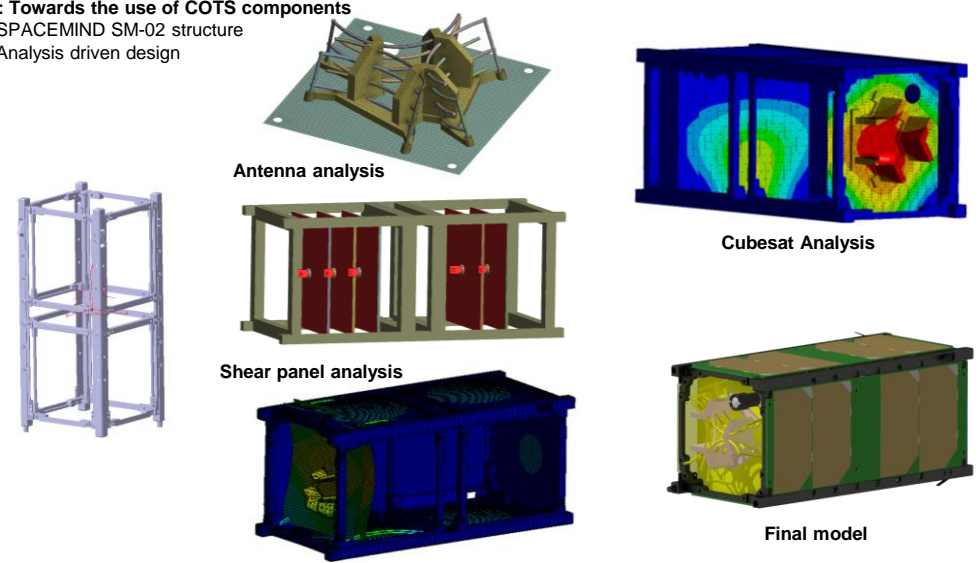 : Towards the use of COTS components
SPACEMIND SM-02 structure
Analysis driven design
Antenna analysis
Cubesat Analysis
Shear panel analysis
Final model